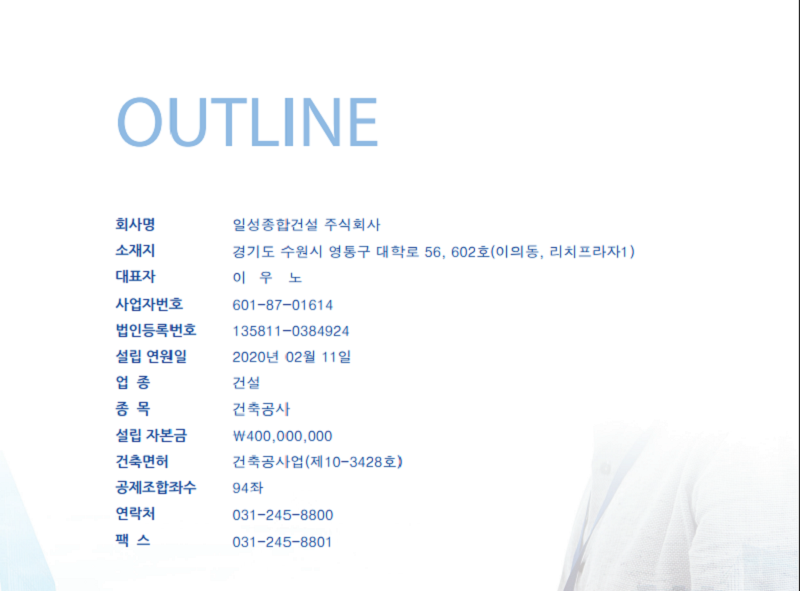 OUTLINE
회사명 일성종합건설 주식회사
소재지 경기도 수원시 영통구 대학로 56, 602호(이의동, 리치프라자1)
대표자 이 우 노
사업자번호 601-87-01614
법인등록번호 135811-0384924
설립 연원일 2020년 02월 11일
업 종 건설
종 목 건축공사
설립 자본금 ₩400,000,000
건축면허 건축공사업(제10-3428호)
공제조합좌수 94좌
연락처 031-245-8800
팩 스 031-245-8801